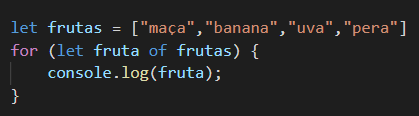 let frutas = ["maça","banana","uva","pera"]
for (let fruta of frutas) {
    console.log(fruta);
}